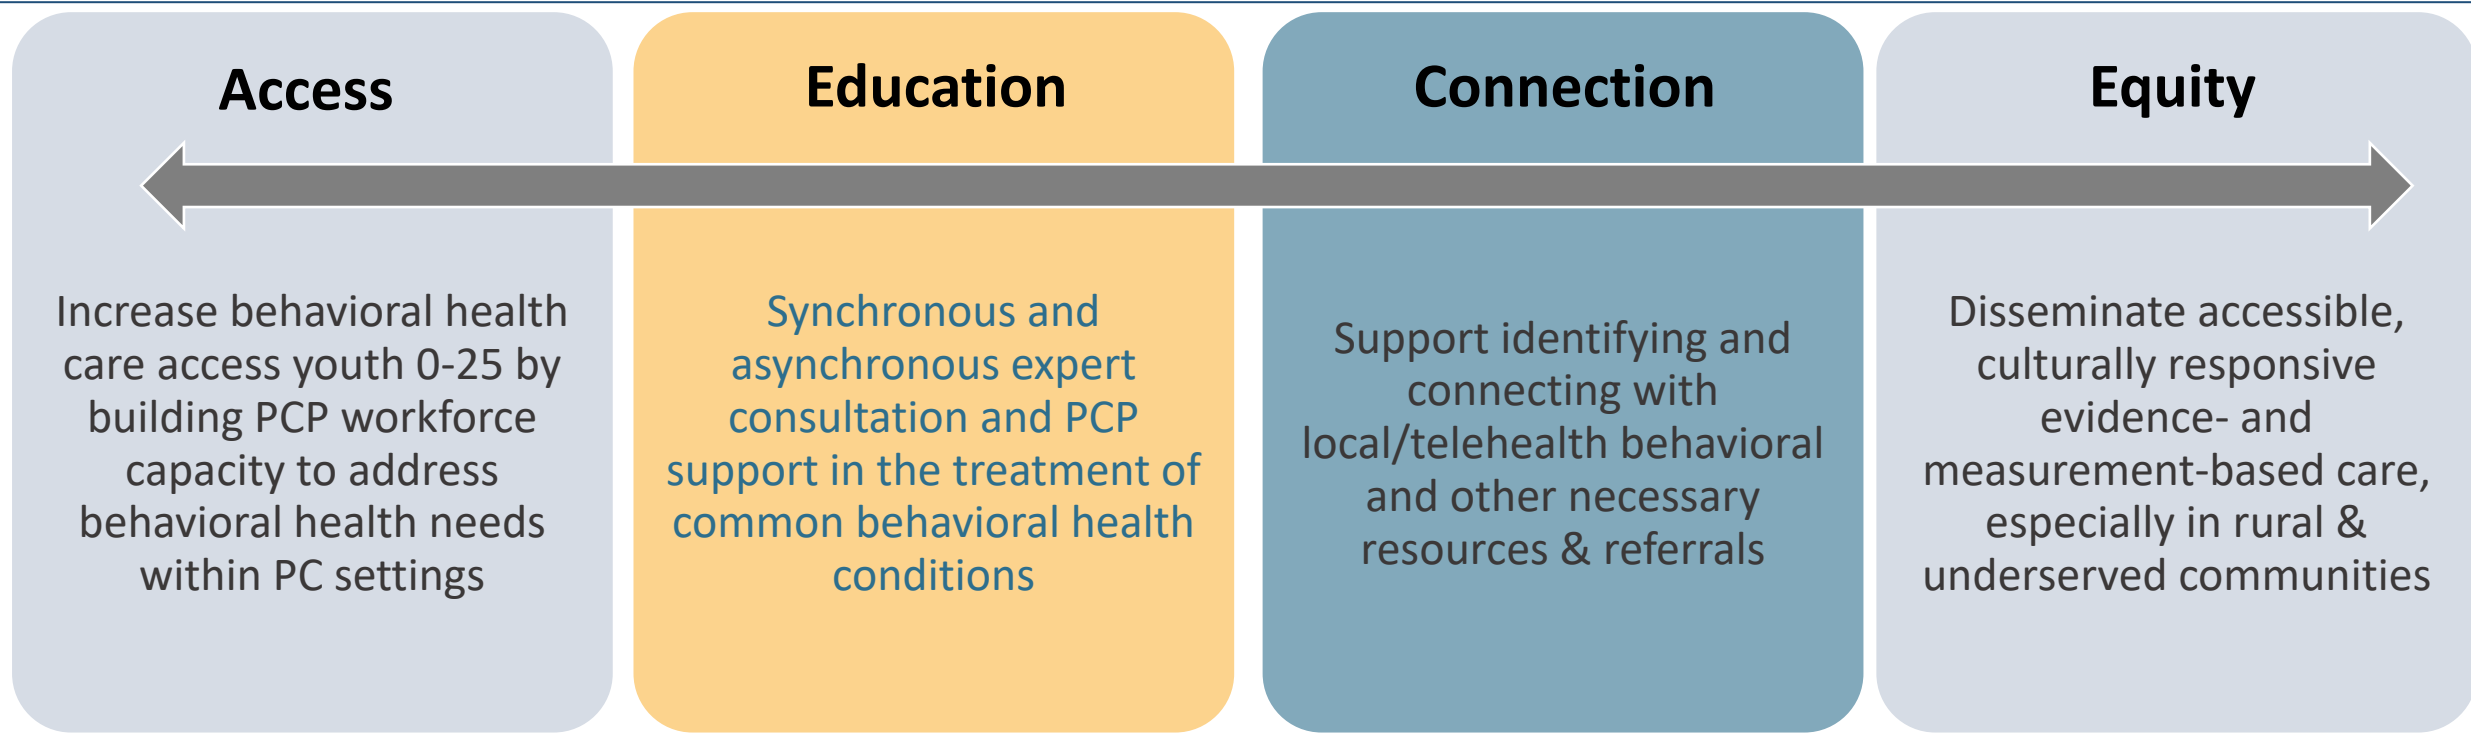 Access
Increase behavioral health
care access youth 0-25 by
building PCP workforce
capacity to address
behavioral health needs
within PC settings
Education
Synchronous and
asynchronous expert
consultation and PCP
support in the treatment of
common behavioral health
conditions
Connection
Support identifying and
connecting with
local/telehealth behavioral
and other necessary
resources & referrals
Equity
Disseminate accessible,
culturally responsive
evidence- and
measurement-based care,
especially in rural &
underserved communities